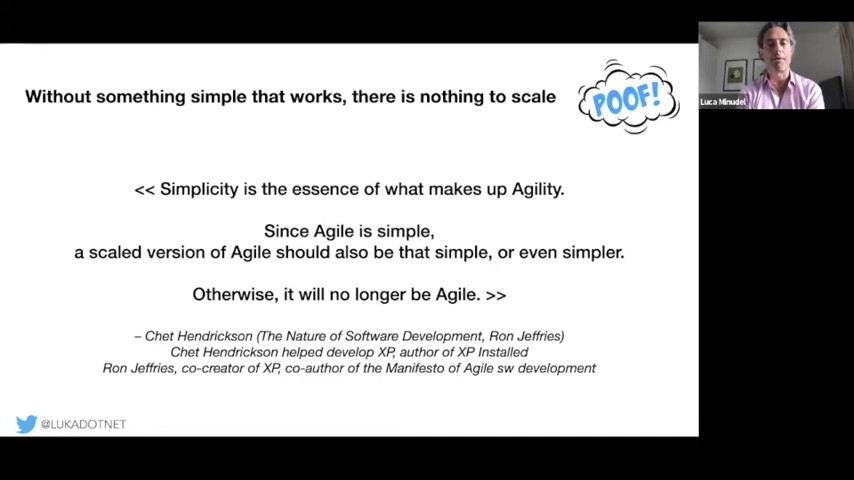 Without something simple that works, there is nothing to scale
POOF!
Luca Minudel
<< Simplicity is the essence of what makes up Agility.
Since Agile is simple,
a scaled version of Agile should also be that simple, or even simpler.
Otherwise, it will no longer be Agile. >>
– Chet Hendrickson (The Nature of Software Development, Ron Jeffries)
Chet Hendrickson helped develop XP, author of XP Installed
Ron Jeffries, co-creator of XP, co-author of the Manifesto of Agile sw development
@LUKADOTNET